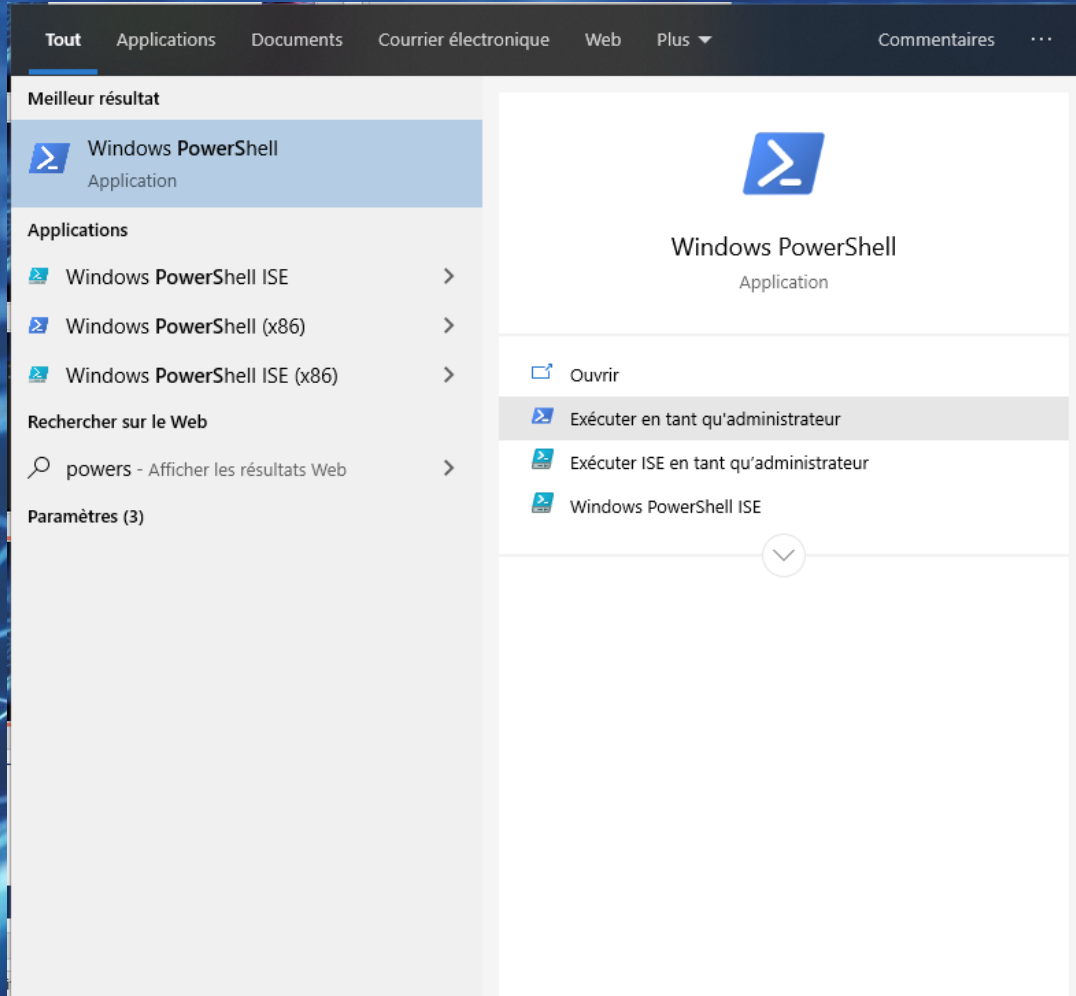 Tout Applications Documents Courrier électronique Web Plus Commentaires ...
Meilleur résultat
Windows PowerShell
Application
Applications
Windows PowerShell ISE
Windows PowerShell (x86)
Windows PowerShell ISE (x86)
Rechercher sur le Web
powers - Afficher les résultats Web
Paramètres (3)
Windows PowerShell
Application
Ouvrir
Exécuter en tant qu'administrateur
Exécuter ISE en tant qu’administrateur
Windows PowerShell ISE